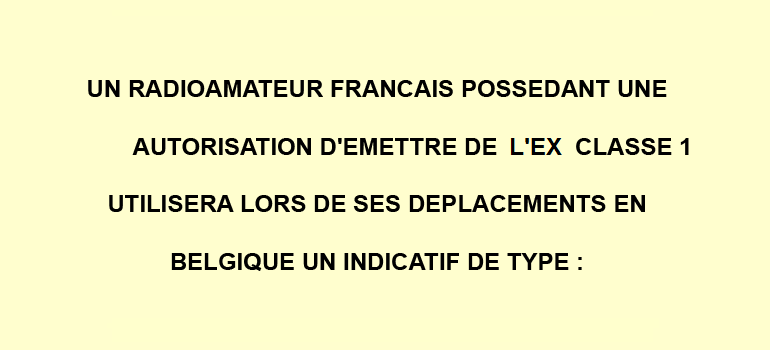 UN RADIOAMATEUR FRANCAIS POSSEDANT UNE
AUTORISATION D'EMETTRE DE L'EX CLASSE 1
UTILISERA LORS DE SES DEPLACEMENTS EN
BELGIQUE UN INDICATIF DE TYPE :